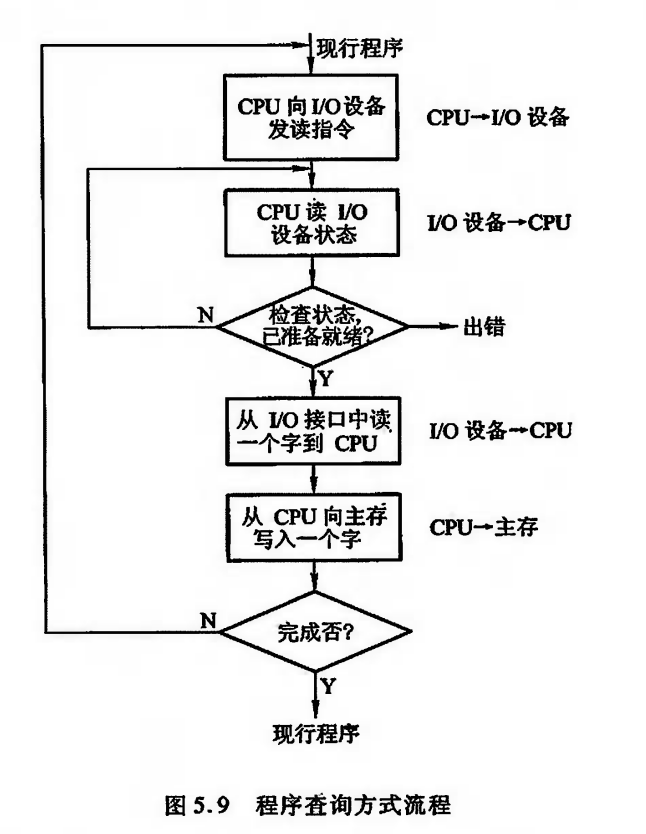 现行程序
CPU 向 I/O 设备
发读指令
CPU→I/O 设备
CPU 读 I/O
设备状态
I/O 设备→CPU
N
检查状态,
已准备就绪?
出错
Y
从 I/O 接口中读
一个字到 CPU
I/O 设备→CPU
从 CPU 向主存
写入一个字
CPU→主存
N
完成否?
Y
现行程序
图 5.9 程序查询方式流程